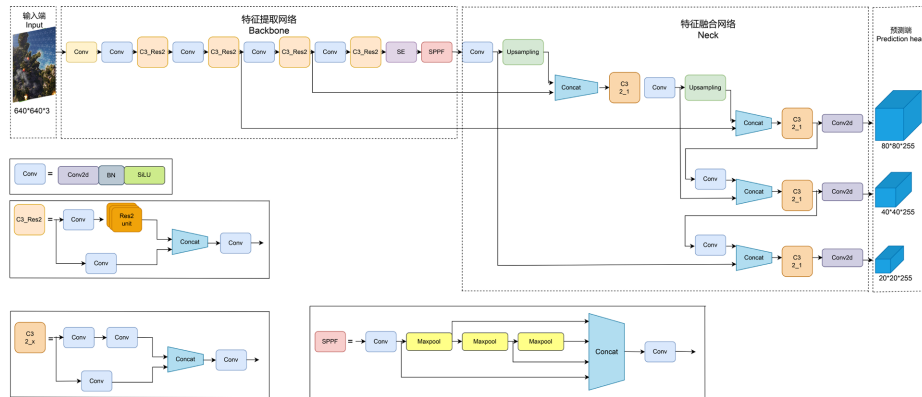 输入端
Input
特征提取网络
Backbone
特征融合网络
Neck
预测端
Prediction hea
640*640*3
Conv
Conv
C3_Res2
Conv
C3_Res2
Conv
C3_Res2
Conv
C3_Res2
SE
SPPF
Conv
Upsampling
Concat
C3
2_1
Conv
Upsampling
Concat
C3
2_1
Conv2d
80*80*255
Conv
Concat
C3
2_1
Conv2d
40*40*255
Conv
Concat
C3
2_1
Conv2d
20*20*255
Conv
=
Conv2d
BN
SiLU
C3_Res2
=
Conv
Res2
unit
Conv
Concat
Conv
C3
2_x
=
Conv
Conv
Conv
Concat
Conv
SPPF
=
Conv
Maxpool
Maxpool
Maxpool
Concat
Conv